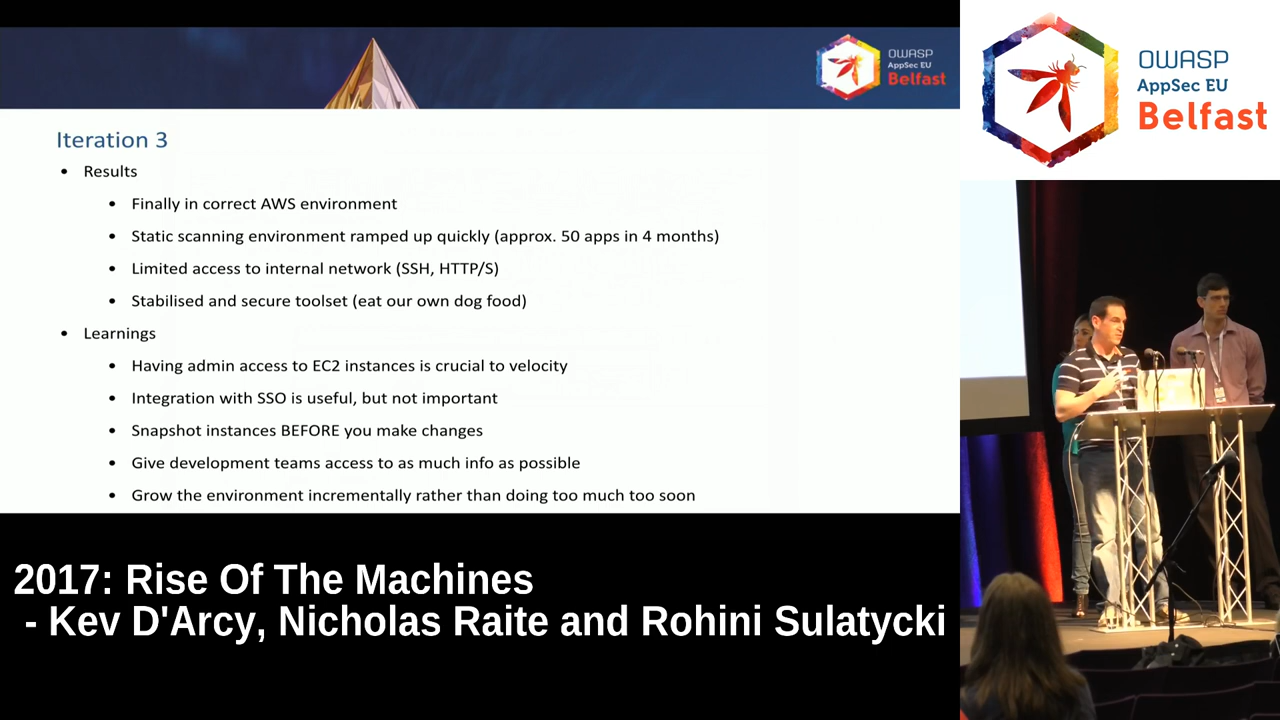 OWASP
AppSec EU
Belfast
Iteration 3
• Results
• Finally in correct AWS environment
• Static scanning environment ramped up quickly (approx. 50 apps in 4 months)
• Limited access to internal network (SSH, HTTP/S)
• Stabilised and secure toolset (eat our own dog food)
• Learnings
• Having admin access to EC2 instances is crucial to velocity
• Integration with SSO is useful, but not important
• Snapshot instances BEFORE you make changes
• Give development teams access to as much info as possible
• Grow the environment incrementally rather than doing too much too soon
2017: Rise Of The Machines
- Kev D'Arcy, Nicholas Raite and Rohini Sulatycki
OWASP
AppSec EU
Belfast